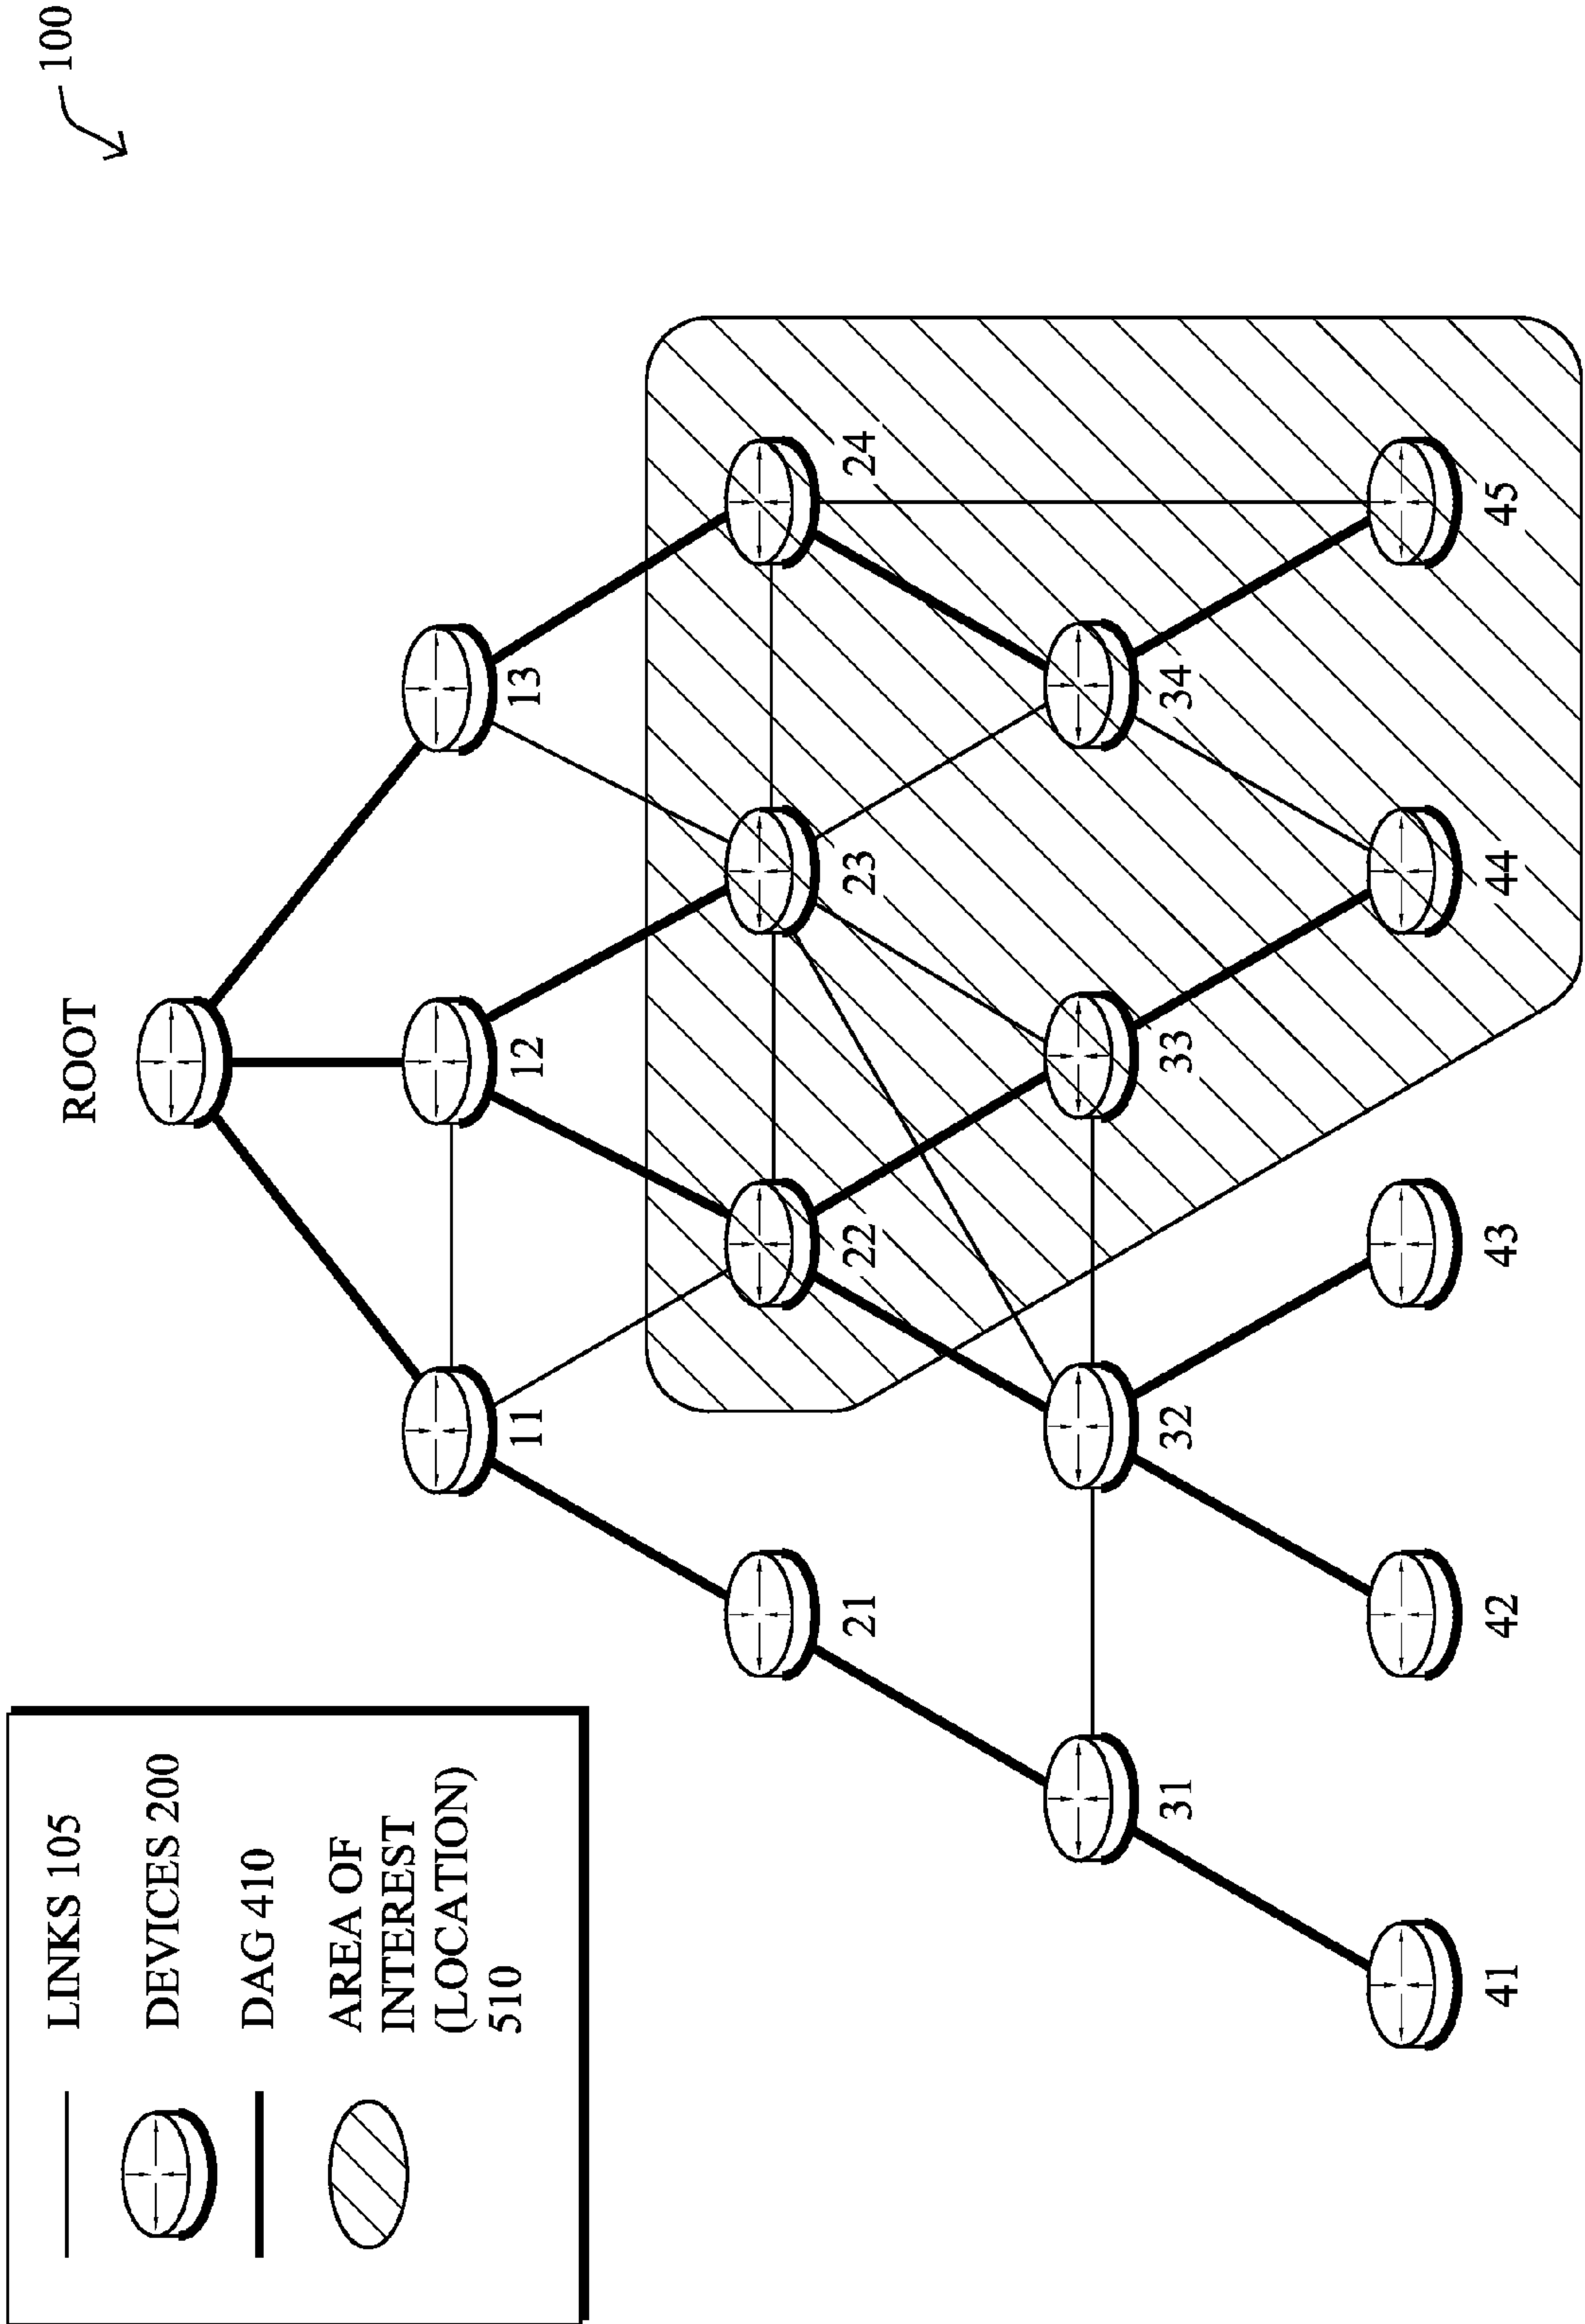 LINKS 105
DEVICES 200
DAG 410
AREA OF
INTEREST
(LOCATION)
510
100
ROOT
11
12
13
21
22
23
24
31
32
33
34
41
42
43
44
45